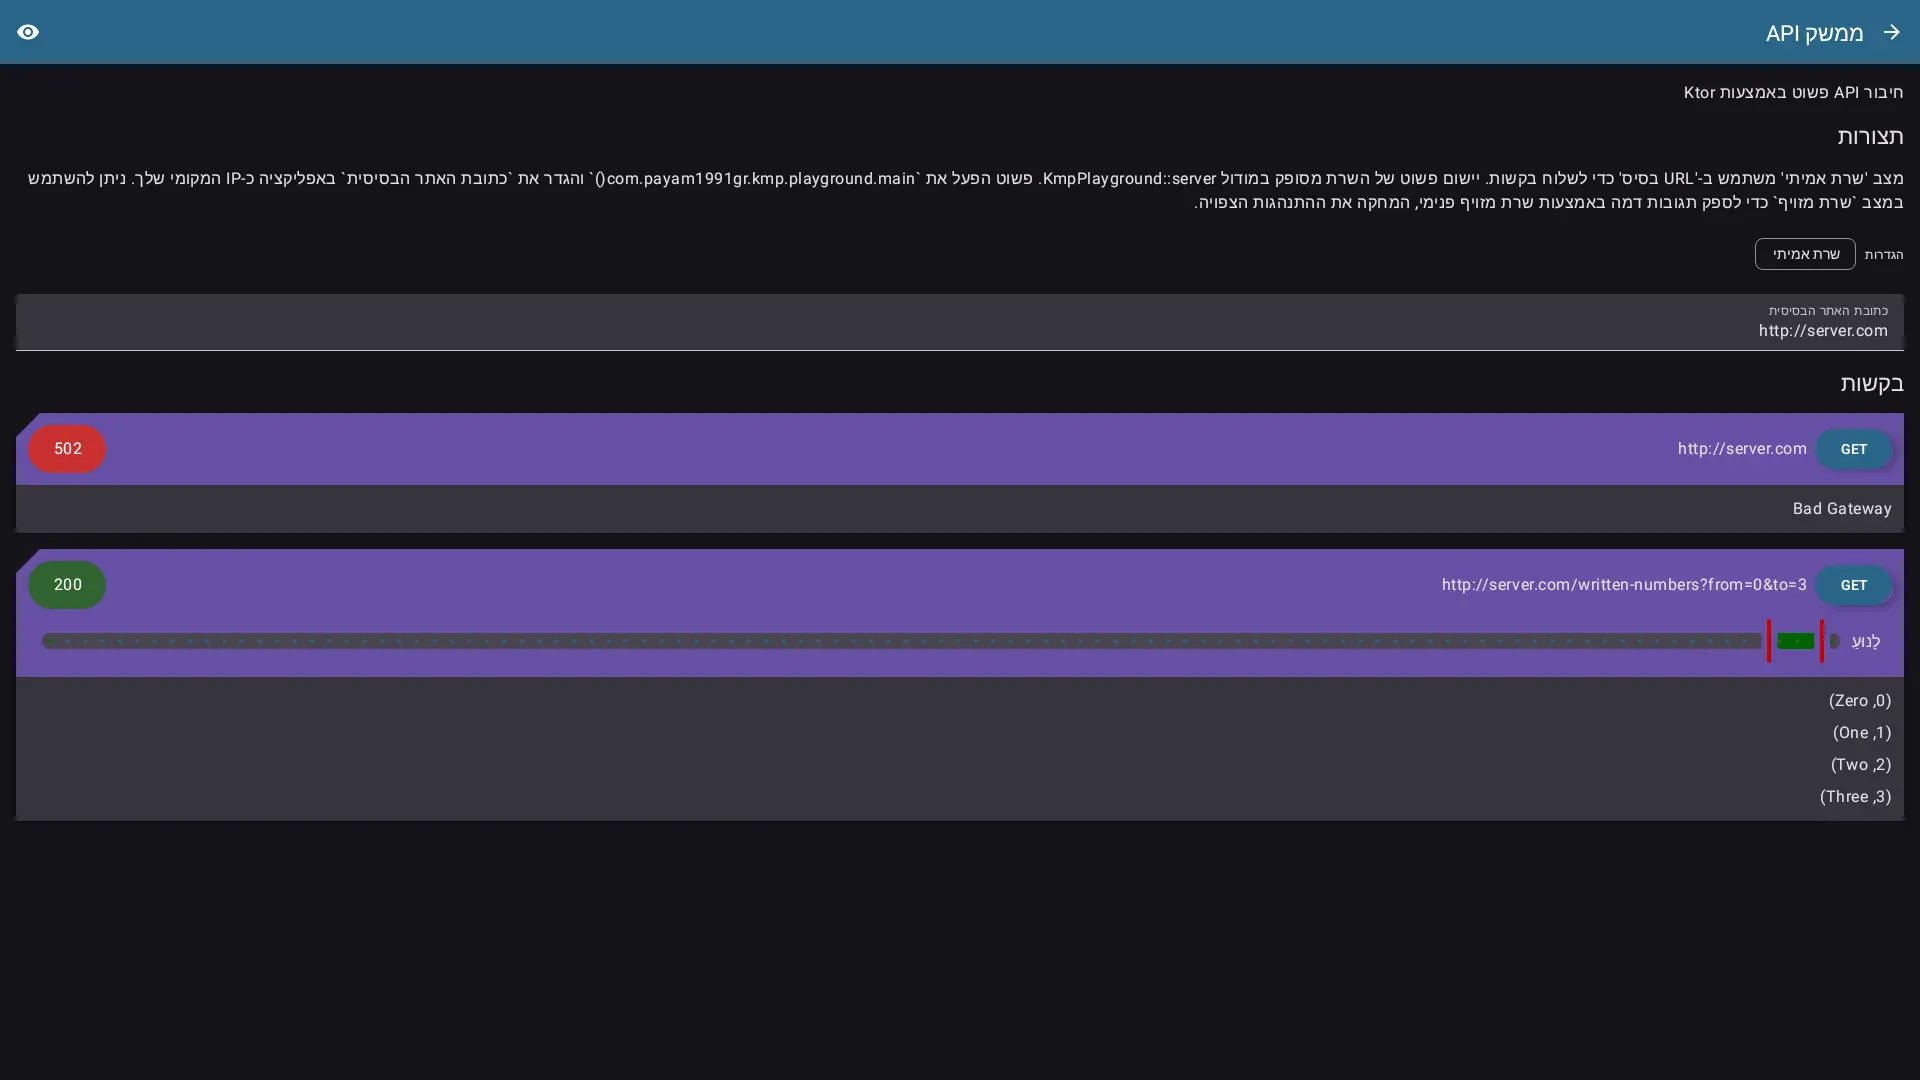 ממשק API
חיבור API פשוט באמצעות Ktor
תצורות
מצב 'שרת אמיתי' משתמש ב-'URL בסיס' כדי לשלוח בקשות. יישום פשוט של השרת מסופק במודול KmpPlayground::server. פשוט הפעל את `com.payam1991gr.kmp.playground.main()` והגדר את `כתובת האתר הבסיסית` באפליקציה כ-IP המקומי שלך. ניתן להשתמש
במצב `שרת מזויף` כדי לספק תגובות דמה באמצעות שרת מזויף פנימי, המחקה את ההתנהגות הצפויה.
הגדרות שרת אמיתי
כתובת האתר הבסיסית
http://server.com
בקשות
GET http://server.com 502
Bad Gateway
GET http://server.com/written-numbers?from=0&to=3 200
לָנוּעַ
(0, Zero)
(1, One)
(2, Two)
(3, Three)